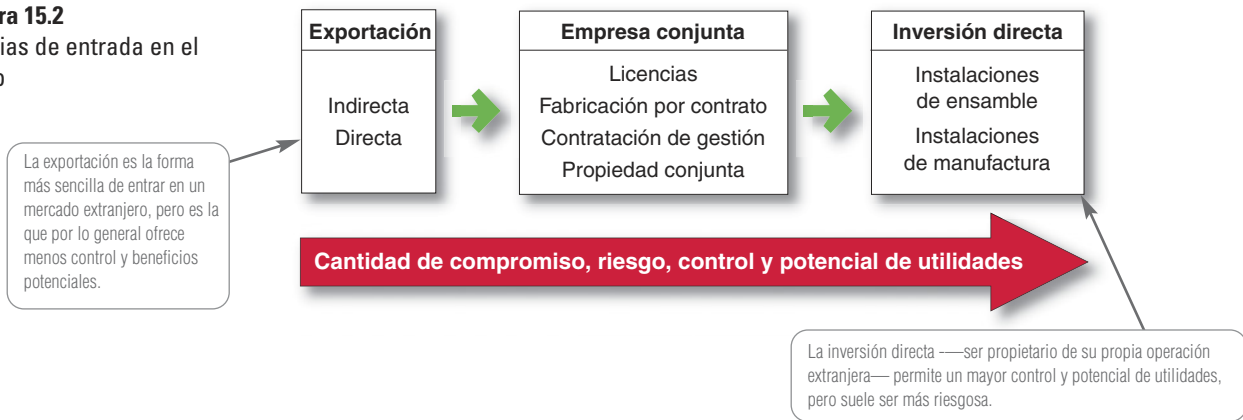 ra 15.2
ias de entrada en el
o
Exportación
Indirecta
Directa
Empresa conjunta
Licencias
Fabricación por contrato
Contratación de gestión
Propiedad conjunta
Inversión directa
Instalaciones
de ensamble
Instalaciones
de manufactura
La exportación es la forma
más sencilla de entrar en un
mercado extranjero, pero es la
que por lo general ofrece
menos control y beneficios
potenciales.
Cantidad de compromiso, riesgo, control y potencial de utilidades
La inversión directa -—ser propietario de su propia operación
extranjera— permite un mayor control y potencial de utilidades,
pero suele ser más riesgosa.